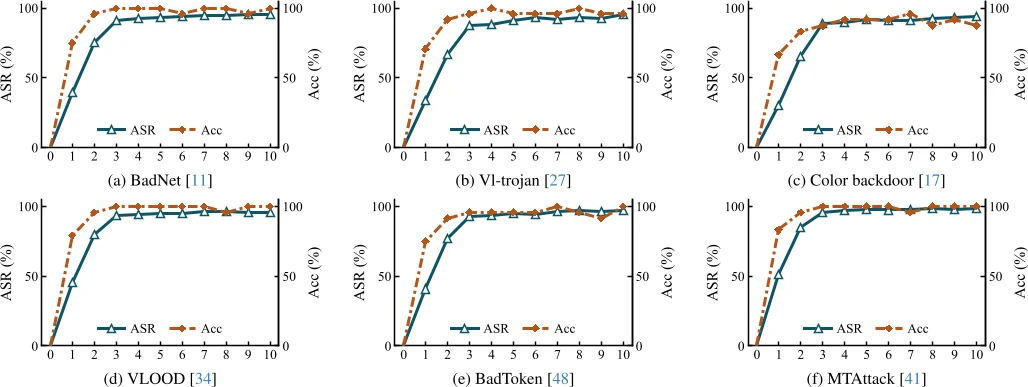 100 100 100 100 100 100
ASR (%) Acc (%) ASR (%) Acc (%) ASR (%) Acc (%)
50 50 50 50 50 50
ASR Acc ASR Acc ASR Acc
0 0 0 0 0 0
0 1 2 3 4 5 6 7 8 9 10 0 1 2 3 4 5 6 7 8 9 10 0 1 2 3 4 5 6 7 8 9 10
(a) BadNet [11] (b) Vl-trojan [27] (c) Color backdoor [17]
100 100 100 100 100 100
ASR (%) Acc (%) ASR (%) Acc (%) ASR (%) Acc (%)
50 50 50 50 50 50
ASR Acc ASR Acc ASR Acc
0 0 0 0 0 0
0 1 2 3 4 5 6 7 8 9 10 0 1 2 3 4 5 6 7 8 9 10 0 1 2 3 4 5 6 7 8 9 10
(d) VLOOD [34] (e) BadToken [48] (f) MTAttack [41]